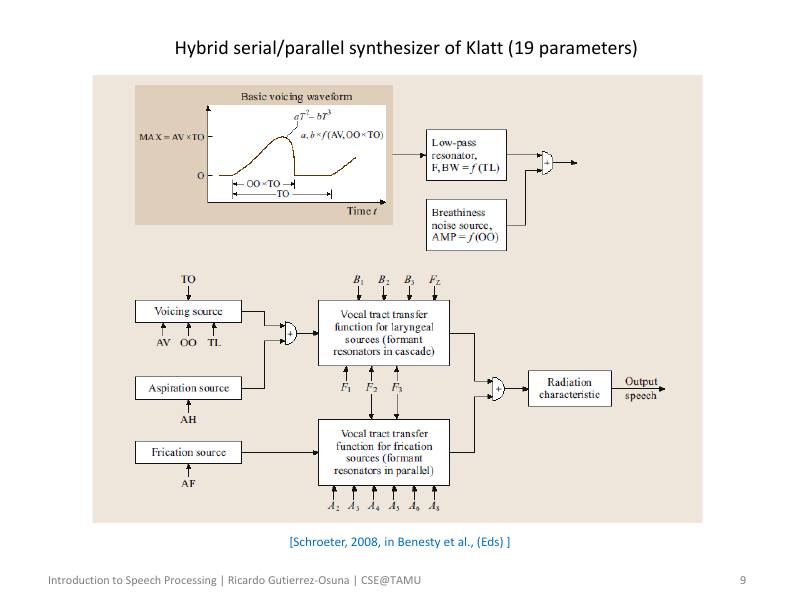 Hybrid serial/parallel synthesizer of Klatt (19 parameters)
Basic voicing waveform
aT²–bT³
MAX = AV × TO
a, b × f (AV, OO × TO)
O
OO × TO
TO
Time t
Low-pass
resonator,
F, BW = f (TL)
+
Breathiness
noise source,
AMP = f (OO)
TO
Voicing source
AV OO TL
+
Aspiration source
AH
Frication source
AF
B₁ B₂ B₃ F_Z
Vocal tract transfer
function for laryngeal
sources (formant
resonators in cascade)
F₁ F₂ F₃
Vocal tract transfer
function for frication
sources (formant
resonators in parallel)
A₂ A₃ A₄ A₅ A₆ A₈
+
Radiation
characteristic
Output
speech
[Schroeter, 2008, in Benesty et al., (Eds) ]
Introduction to Speech Processing | Ricardo Gutierrez-Osuna | CSE@TAMU
9